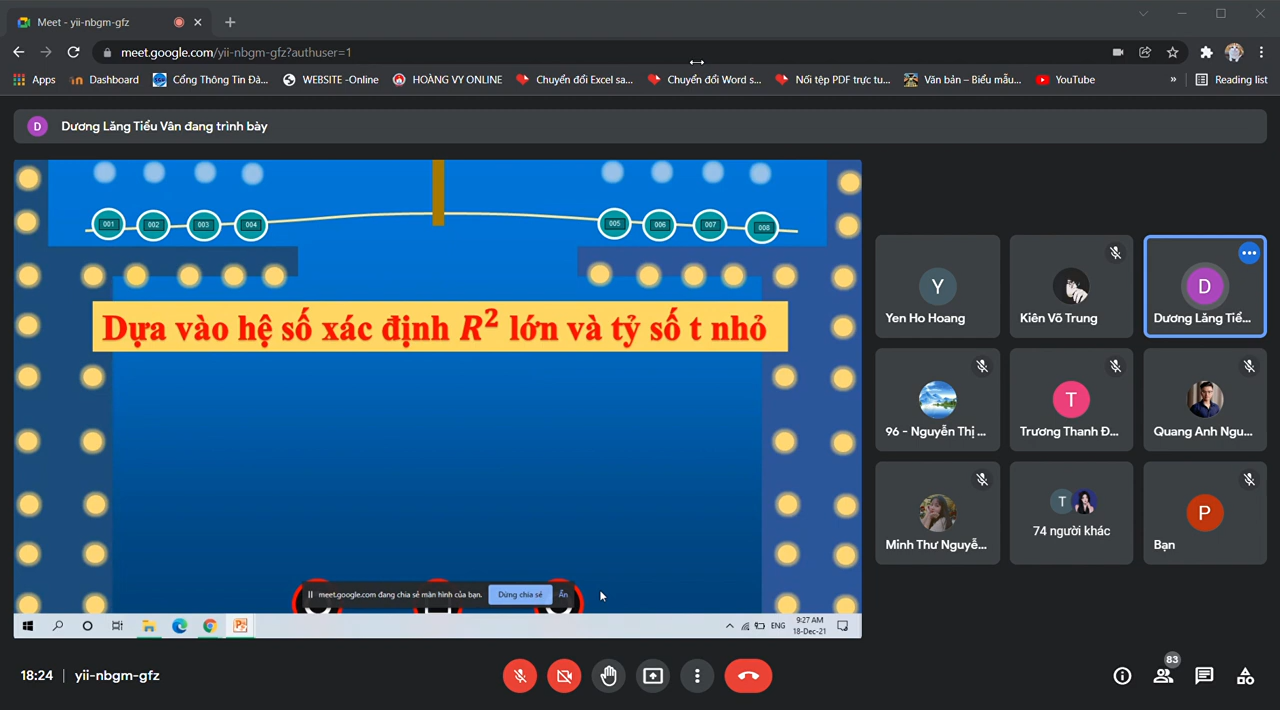 Meet - yii-nbgm-gfz
meet.google.com/yii-nbgm-gfz?authuser=1
Apps
Dashboard
Cổng Thông Tin Đà...
WEBSITE -Online
HOÀNG VY ONLINE
Chuyển đổi Excel sa...
Chuyển đổi Word s...
Nối tệp PDF trực tu...
Văn bản – Biểu mẫu...
YouTube
»
Reading list
D
Dương Lăng Tiểu Vân đang trình bày
001
002
003
004
005
006
007
008
Dựa vào hệ số xác định R² lớn và tỷ số t nhỏ
meet.google.com đang chia sẻ màn hình của bạn.
Dừng chia sẻ
Ẩn
ENG
9:27 AM
18-Dec-21
Y
Yen Ho Hoang
Kiên Võ Trung
D
Dương Lăng Tiể...
96 - Nguyễn Thị ...
T
Trương Thanh Đ...
Quang Anh Ngu...
Minh Thư Nguyễ...
T
74 người khác
P
Bạn
18:24
yii-nbgm-gfz
83